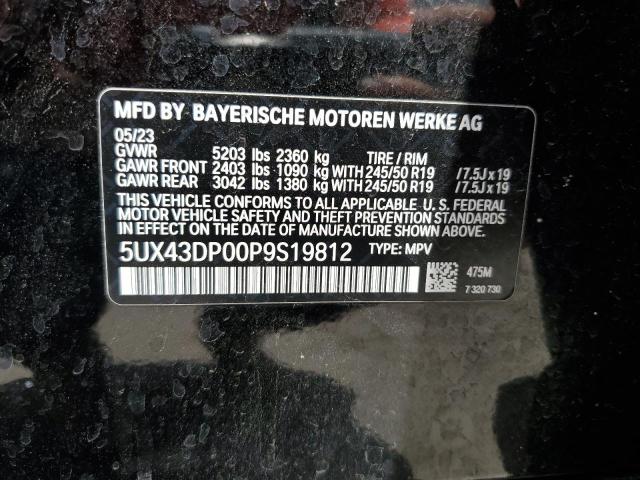 MFD BY BAYERISCHE MOTOREN WERKE AG
05/23
GVWR 5203 lbs 2360 kg TIRE / RIM
GAWR FRONT 2403 lbs 1090 kg WITH 245/50 R19 /7.5J x 19
GAWR REAR 3042 lbs 1380 kg WITH 245/50 R19 /7.5J x 19
THIS VEHICLE CONFORMS TO ALL APPLICABLE U. S. FEDERAL
MOTOR VEHICLE SAFETY AND THEFT PREVENTION STANDARDS
IN EFFECT ON THE DATE OF MANUFACTURE SHOWN ABOVE.
5UX43DP00P9S19812 TYPE: MPV
475M
7 320 730